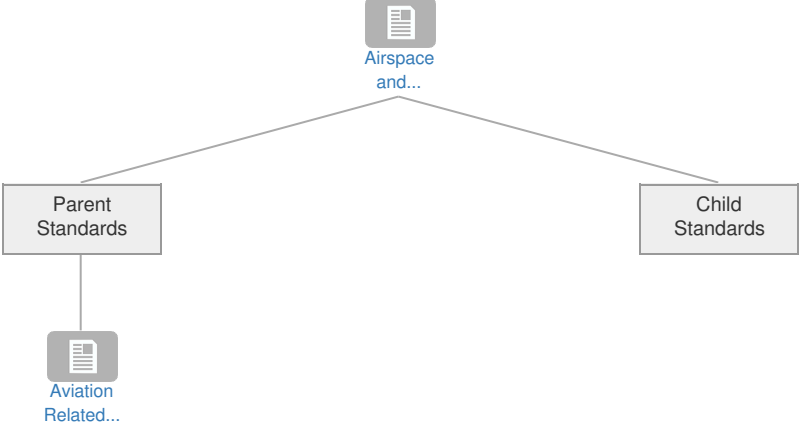 Airspace
and...
Parent
Standards
Child
Standards
Aviation
Related...